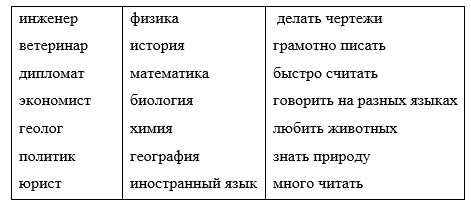 инженер физика делать чертежи
ветеринар история грамотно писать
дипломат математика быстро считать
экономист биология говорить на разных языках
геолог химия любить животных
политик география знать природу
юрист иностранный язык много читать